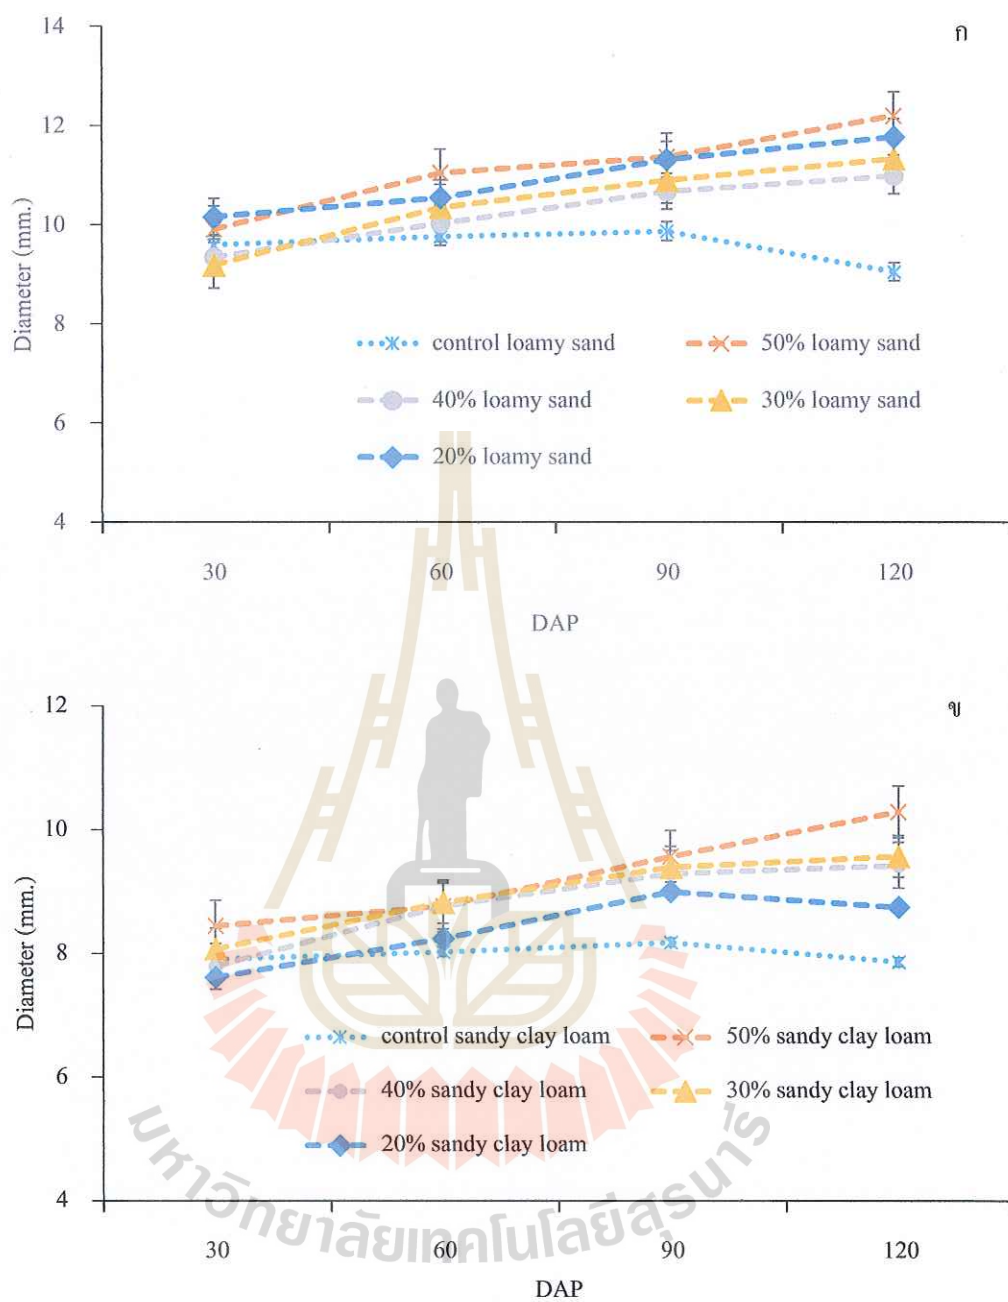 14
ก
12
10
8
6
4
Diameter (mm.)
control loamy sand
50% loamy sand
40% loamy sand
30% loamy sand
20% loamy sand
30
60
90
120
DAP
12
ข
10
8
6
4
Diameter (mm.)
control sandy clay loam
50% sandy clay loam
40% sandy clay loam
30% sandy clay loam
20% sandy clay loam
มหาวิทยาลัยเทคโนโลยีสุรนารี
30
60
90
120
DAP